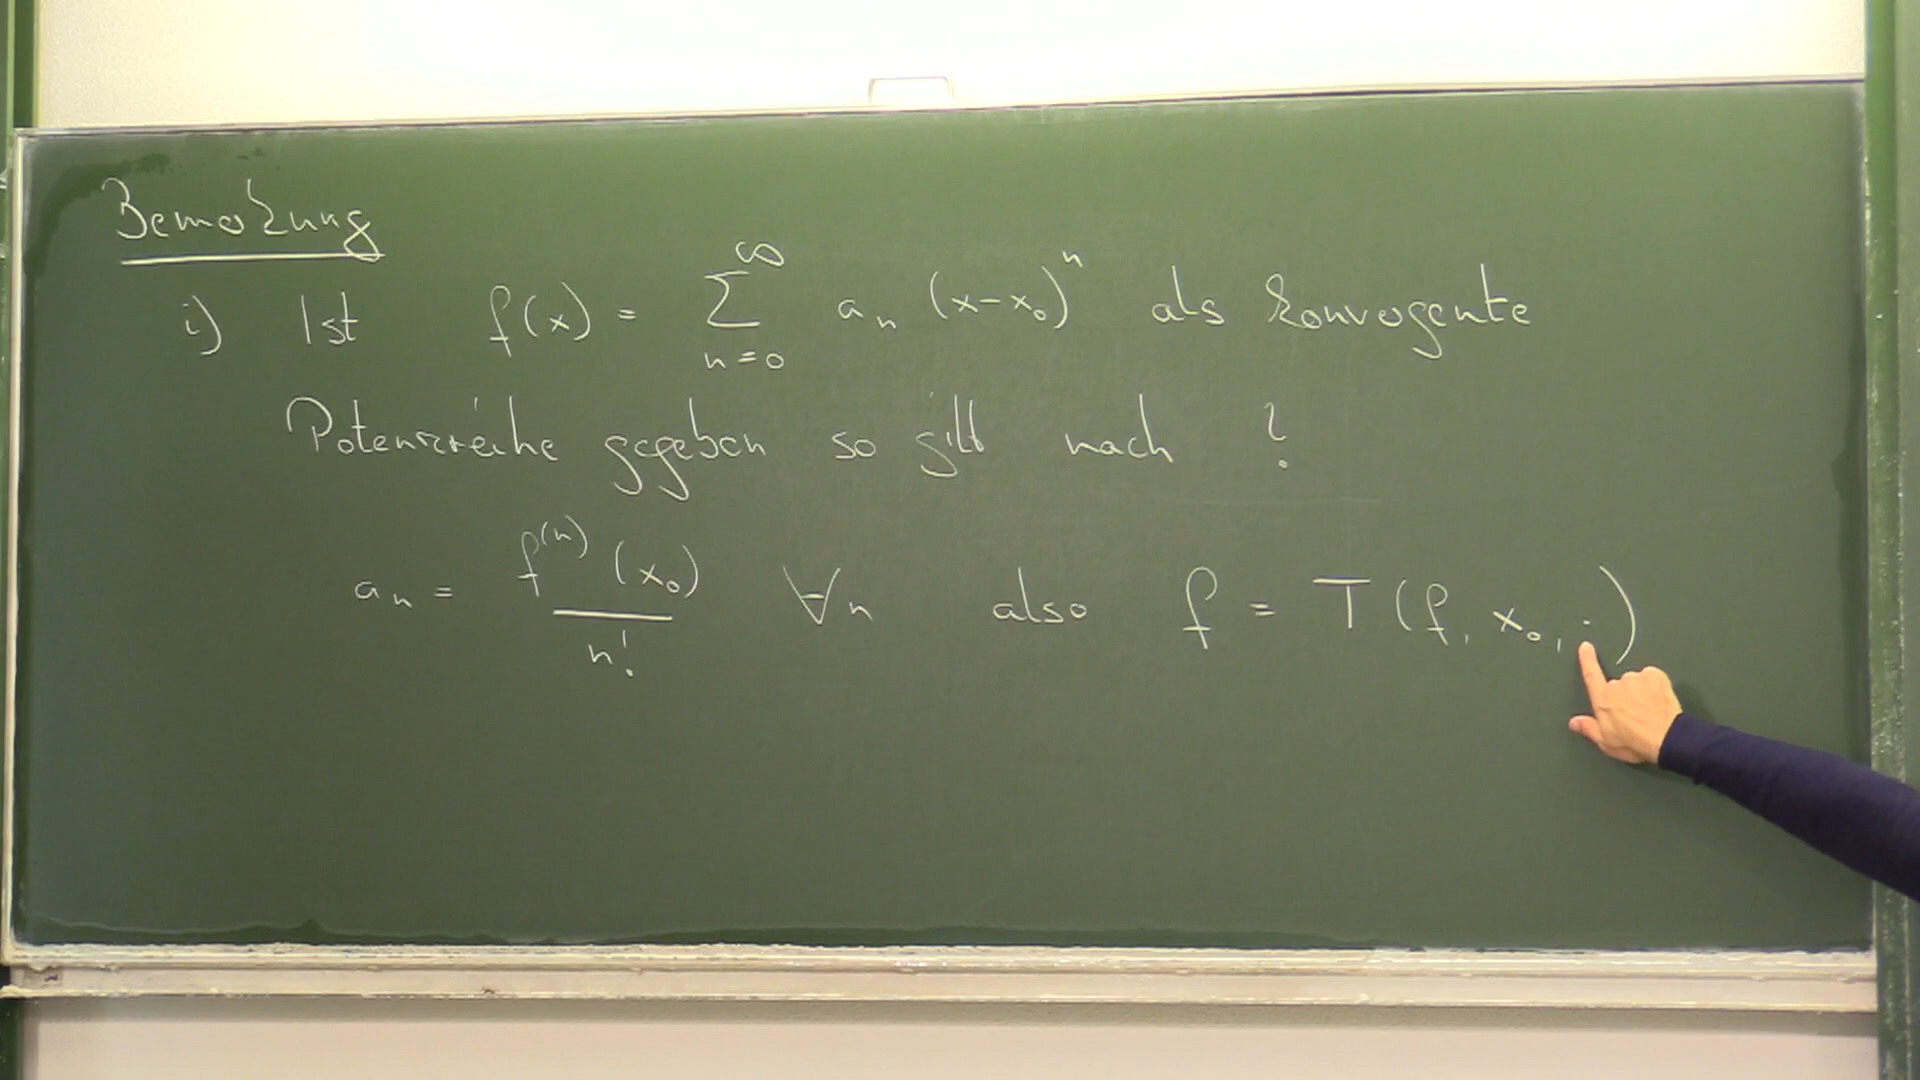 Bemerkung
i) Ist f(x) = ∑_{n=0}^{∞} a_n (x-x_0)^n als konvergente
Potenzreihe gegeben so gilt nach ?
a_n = f^{(n)}(x_0) / n! ∀n also f = T(f, x_0, ·)